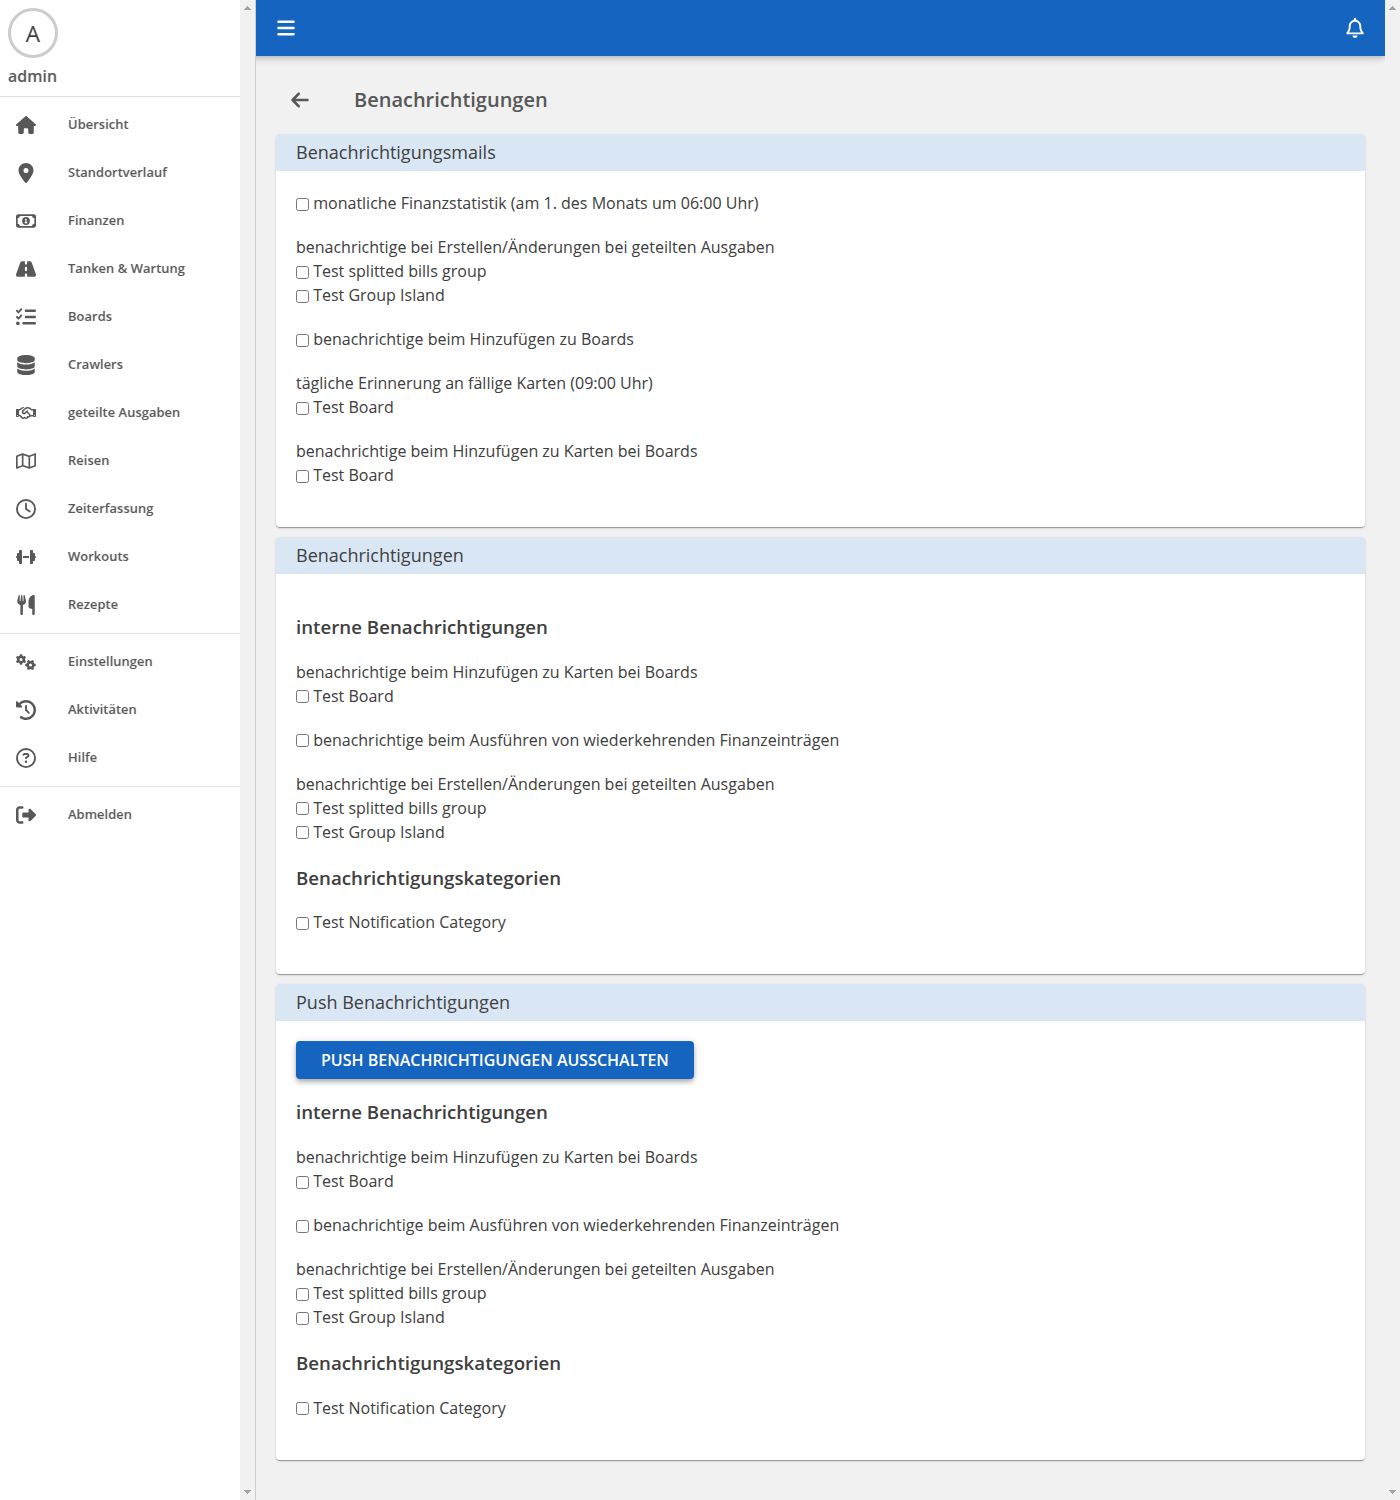 A
admin
Übersicht
Standortverlauf
Finanzen
Tanken & Wartung
Boards
Crawlers
geteilte Ausgaben
Reisen
Zeiterfassung
Workouts
Rezepte
Einstellungen
Aktivitäten
Hilfe
Abmelden
Benachrichtigungen
Benachrichtigungsmails
monatliche Finanzstatistik (am 1. des Monats um 06:00 Uhr)
benachrichtige bei Erstellen/Änderungen bei geteilten Ausgaben
Test splitted bills group
Test Group Island
benachrichtige beim Hinzufügen zu Boards
tägliche Erinnerung an fällige Karten (09:00 Uhr)
Test Board
benachrichtige beim Hinzufügen zu Karten bei Boards
Test Board
Benachrichtigungen
interne Benachrichtigungen
benachrichtige beim Hinzufügen zu Karten bei Boards
Test Board
benachrichtige beim Ausführen von wiederkehrenden Finanzeinträgen
benachrichtige bei Erstellen/Änderungen bei geteilten Ausgaben
Test splitted bills group
Test Group Island
Benachrichtigungskategorien
Test Notification Category
Push Benachrichtigungen
PUSH BENACHRICHTIGUNGEN AUSSCHALTEN
interne Benachrichtigungen
benachrichtige beim Hinzufügen zu Karten bei Boards
Test Board
benachrichtige beim Ausführen von wiederkehrenden Finanzeinträgen
benachrichtige bei Erstellen/Änderungen bei geteilten Ausgaben
Test splitted bills group
Test Group Island
Benachrichtigungskategorien
Test Notification Category